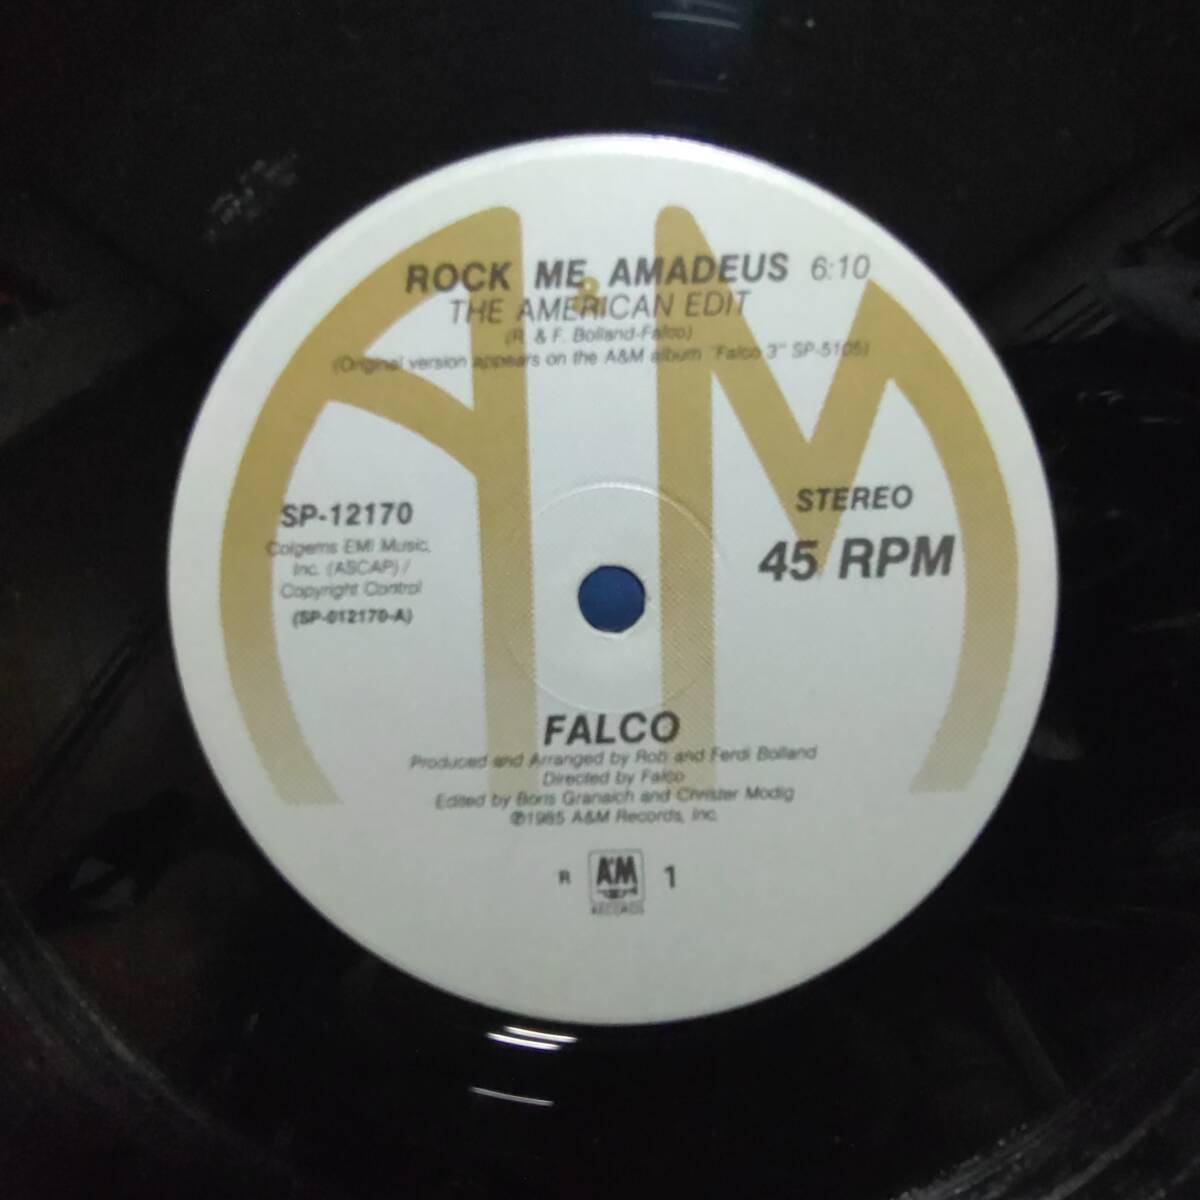 ROCK ME AMADEUS 6:10
THE AMERICAN EDIT
(R. & F. Bolland-Falco)
(Original version appears on the A&M album "Falco 3" SP-5105)
SP-12170
Colgems EMI Music,
Inc. (ASCAP) /
Copyright Control
(SP-012170-A)
STEREO
45 RPM
FALCO
Produced and Arranged by Rob and Ferdi Bolland
Directed by Falco
Edited by Boris Granaich and Christer Modig
℗1985 A&M Records, Inc.
R A&M 1
RECORDS